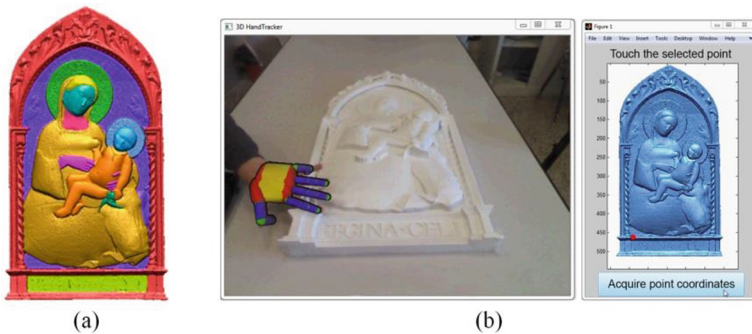 3D HandTracker
Figure 1
File Edit View Insert Tools Desktop Window Help
Touch the selected point
50
100
150
200
250
300
350
400
450
500
REGINA·CELI
Acquire point coordinates
(a)
(b)